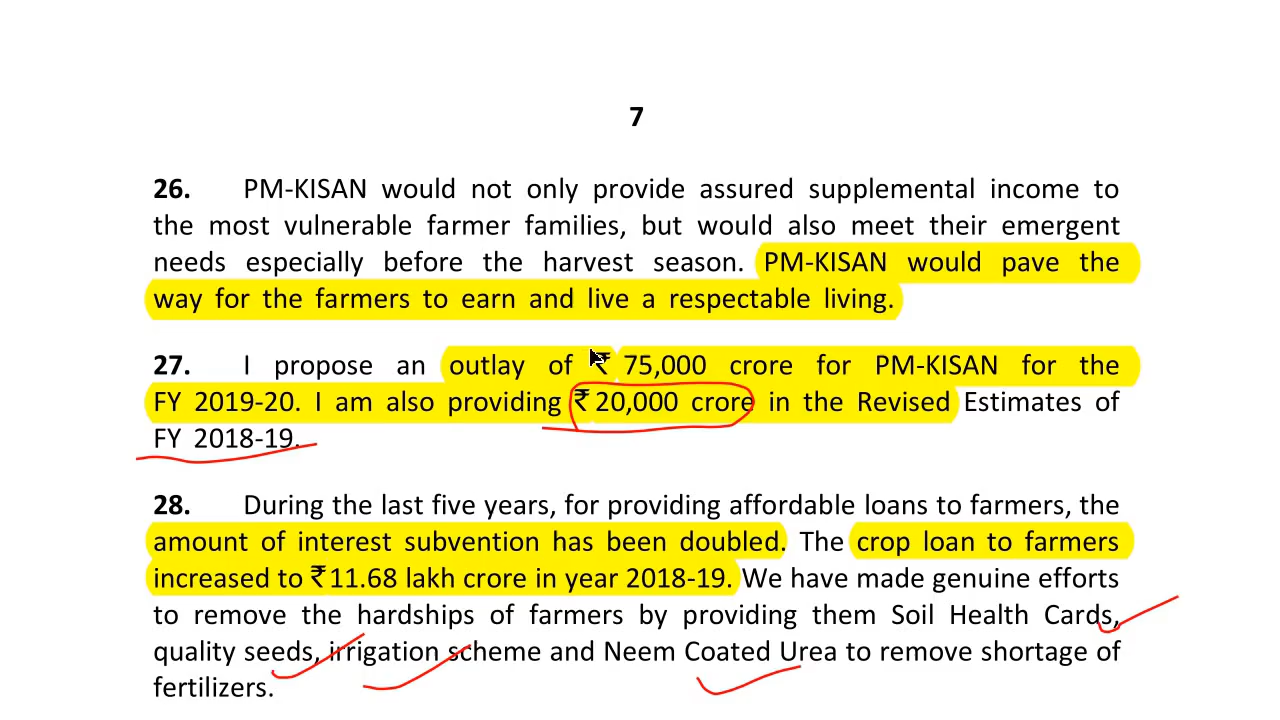 7
26. PM-KISAN would not only provide assured supplemental income to
the most vulnerable farmer families, but would also meet their emergent
needs especially before the harvest season. PM-KISAN would pave the
way for the farmers to earn and live a respectable living.
27. I propose an outlay of ₹ 75,000 crore for PM-KISAN for the
FY 2019-20. I am also providing ₹ 20,000 crore in the Revised Estimates of
FY 2018-19.
28. During the last five years, for providing affordable loans to farmers, the
amount of interest subvention has been doubled. The crop loan to farmers
increased to ₹ 11.68 lakh crore in year 2018-19. We have made genuine efforts
to remove the hardships of farmers by providing them Soil Health Cards,
quality seeds, irrigation scheme and Neem Coated Urea to remove shortage of
fertilizers.